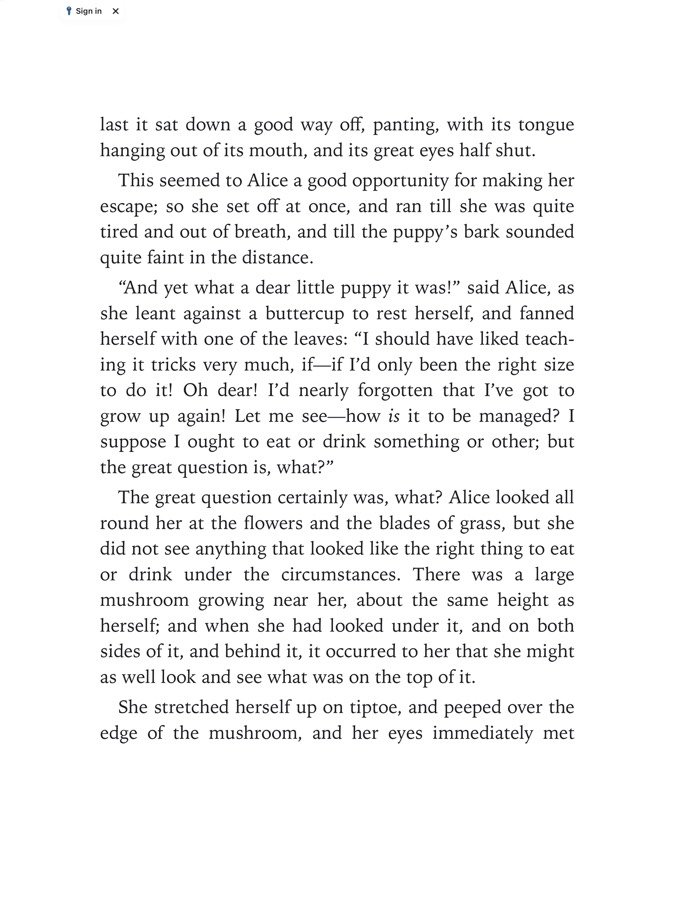 Sign in ×
last it sat down a good way off, panting, with its tongue
hanging out of its mouth, and its great eyes half shut.
This seemed to Alice a good opportunity for making her
escape; so she set off at once, and ran till she was quite
tired and out of breath, and till the puppy’s bark sounded
quite faint in the distance.
“And yet what a dear little puppy it was!” said Alice, as
she leant against a buttercup to rest herself, and fanned
herself with one of the leaves: “I should have liked teach-
ing it tricks very much, if—if I’d only been the right size
to do it! Oh dear! I’d nearly forgotten that I’ve got to
grow up again! Let me see—how is it to be managed? I
suppose I ought to eat or drink something or other; but
the great question is, what?”
The great question certainly was, what? Alice looked all
round her at the flowers and the blades of grass, but she
did not see anything that looked like the right thing to eat
or drink under the circumstances. There was a large
mushroom growing near her, about the same height as
herself; and when she had looked under it, and on both
sides of it, and behind it, it occurred to her that she might
as well look and see what was on the top of it.
She stretched herself up on tiptoe, and peeped over the
edge of the mushroom, and her eyes immediately met